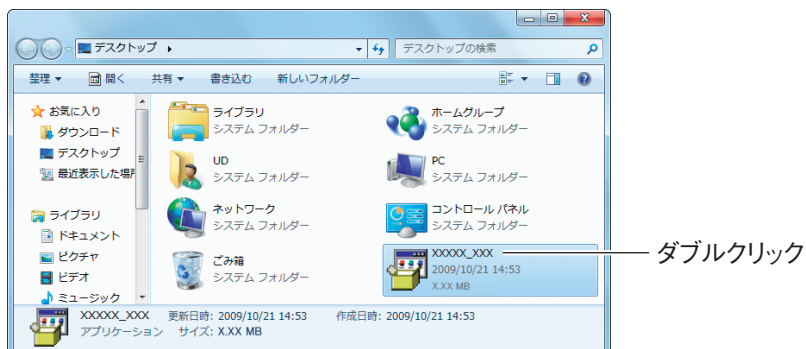 デスクトップ
デスクトップの検索
整理 開く 共有 書き込む 新しいフォルダー
お気に入り
ダウンロード
デスクトップ
最近表示した場所
ライブラリ
ドキュメント
ピクチャ
ビデオ
ミュージック
ライブラリ
システム フォルダー
ホームグループ
システム フォルダー
UD
システム フォルダー
PC
システム フォルダー
ネットワーク
システム フォルダー
コントロール パネル
システム フォルダー
ごみ箱
システム フォルダー
XXXXX_XXX
2009/10/21 14:53
X.XX MB
ダブルクリック
XXXXX_XXX 更新日時: 2009/10/21 14:53 作成日時: 2009/10/21 14:53
アプリケーション サイズ: X.XX MB